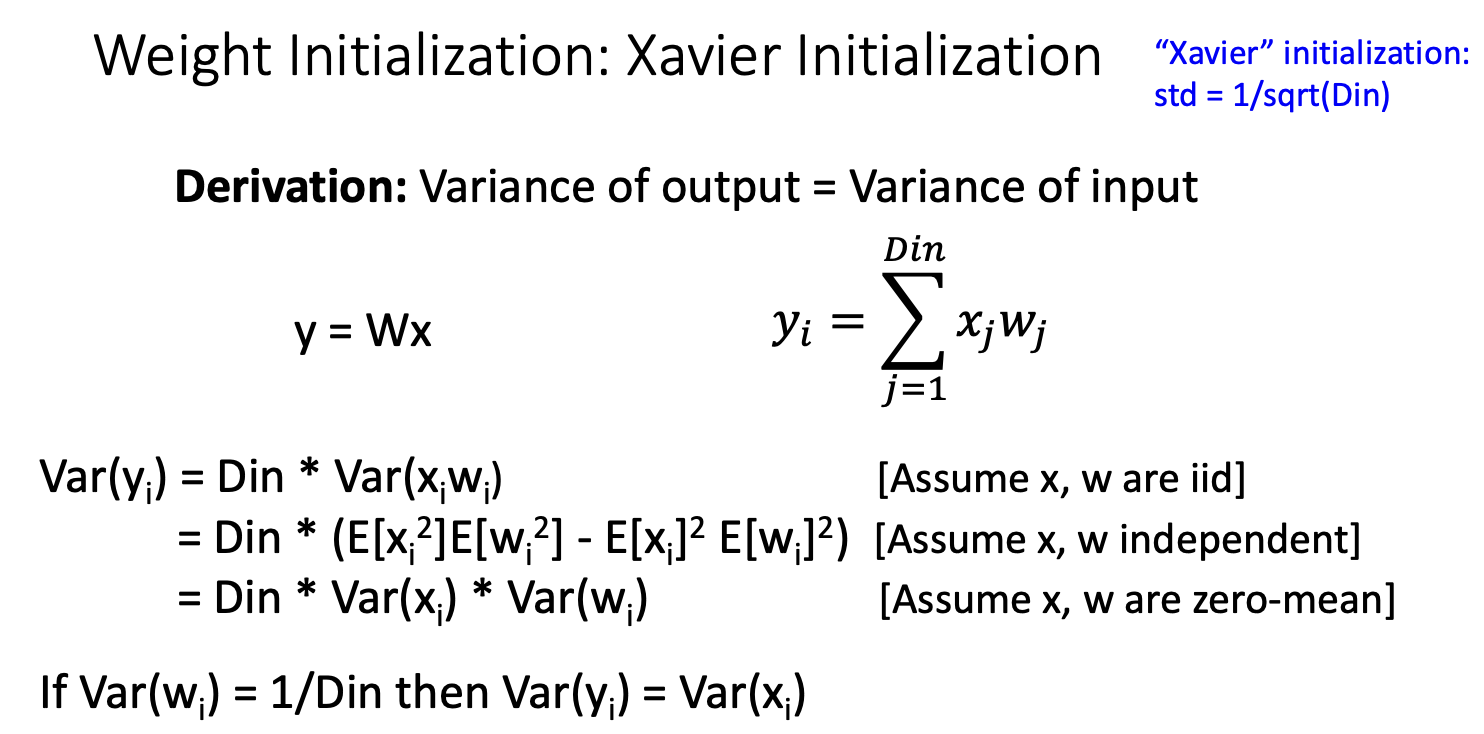 Weight Initialization: Xavier Initialization
“Xavier” initialization:
std = 1/sqrt(Din)
Derivation: Variance of output = Variance of input
y = Wx
yᵢ = ∑_{j=1}^{Din} xⱼwⱼ
Var(yᵢ) = Din * Var(xᵢwᵢ) [Assume x, w are iid]
= Din * (E[xᵢ²]E[wᵢ²] - E[xᵢ]² E[wᵢ]²) [Assume x, w independent]
= Din * Var(xᵢ) * Var(wᵢ) [Assume x, w are zero-mean]
If Var(wᵢ) = 1/Din then Var(yᵢ) = Var(xᵢ)